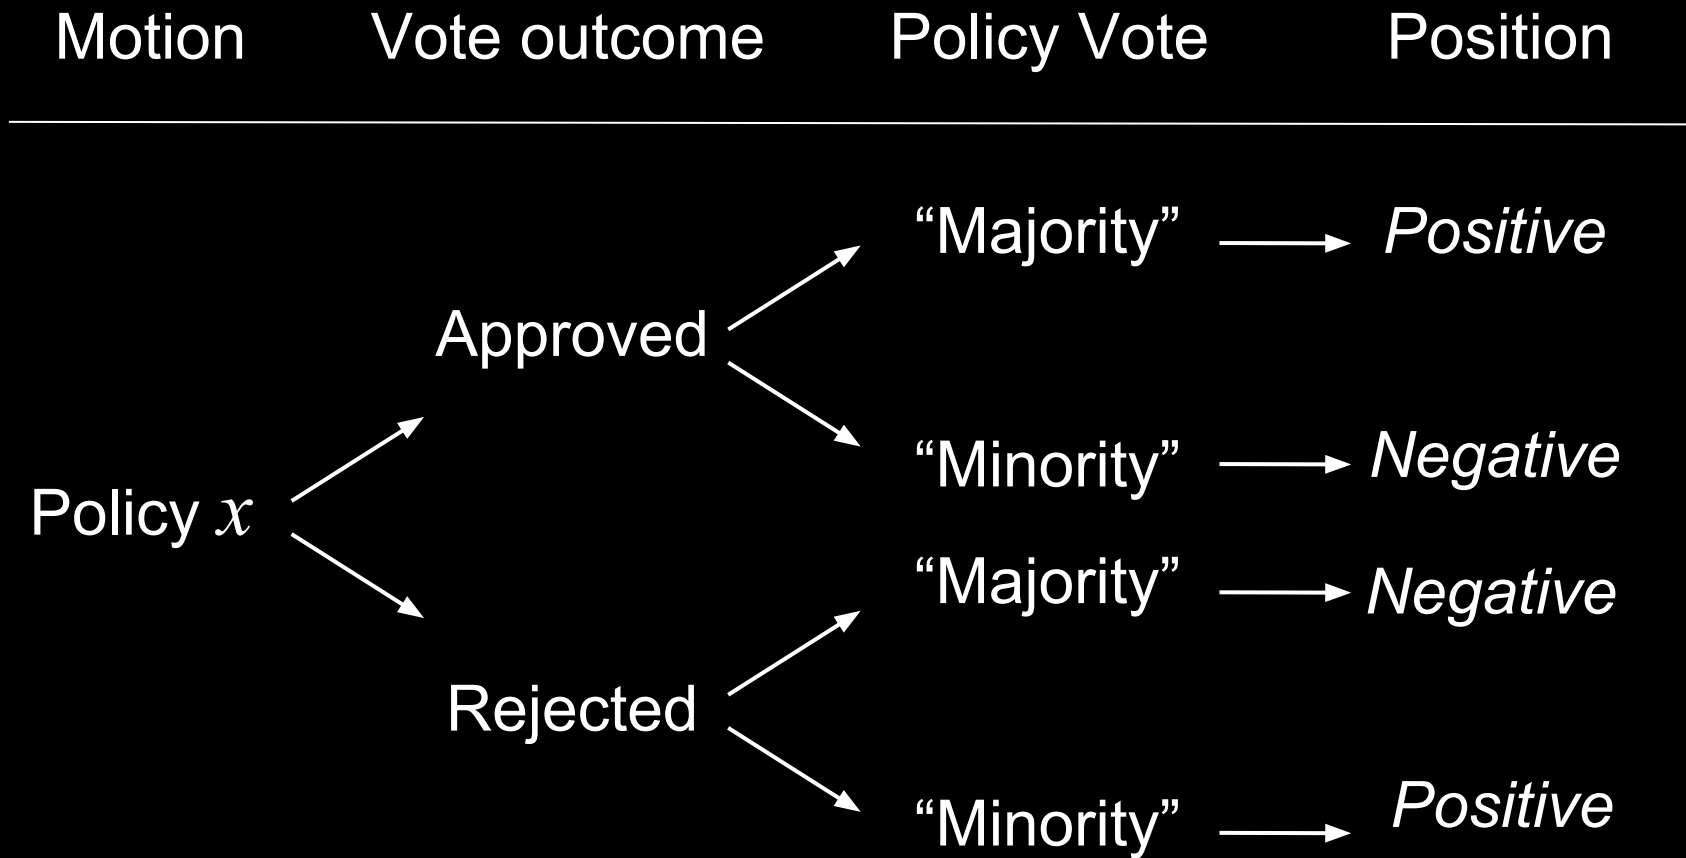 Motion Vote outcome Policy Vote Position
“Majority” Positive
Approved
“Minority” Negative
Policy x
“Majority” Negative
Rejected
“Minority” Positive